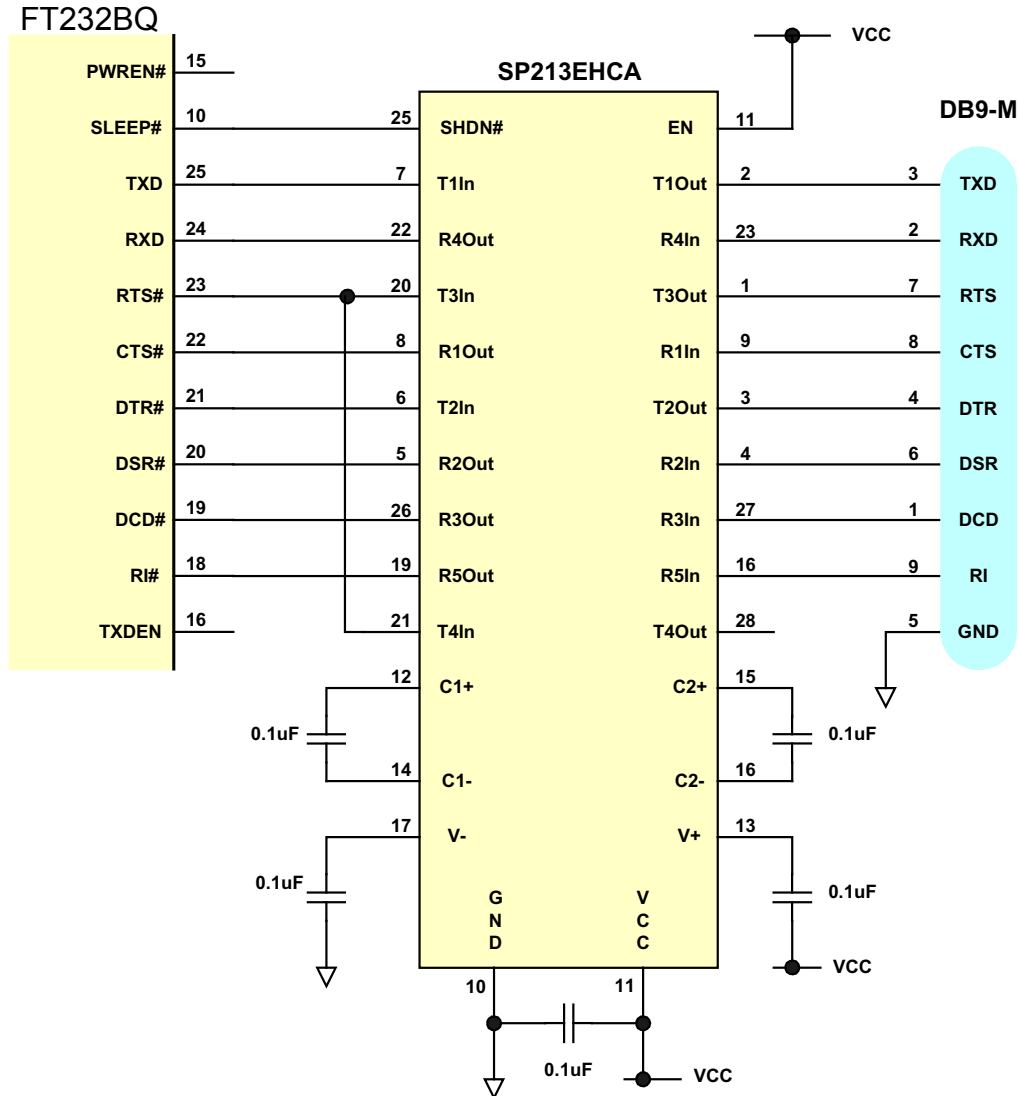 FT232BQ
PWREN# 15
SLEEP# 10
TXD 25
RXD 24
RTS# 23
CTS# 22
DTR# 21
DSR# 20
DCD# 19
RI# 18
TXDEN 16
SP213EHCA
25 SHDN# EN 11
7 T1In T1Out 2
22 R4Out R4In 23
20 T3In T3Out 1
8 R1Out R1In 9
6 T2In T2Out 3
5 R2Out R2In 4
26 R3Out R3In 27
19 R5Out R5In 16
21 T4In T4Out 28
12 C1+ C2+ 15
0.1uF 0.1uF
14 C1- C2- 16
17 V- V+ 13
0.1uF 0.1uF
GND VCC
10 11
0.1uF
VCC
VCC
VCC
DB9-M
3 TXD
2 RXD
7 RTS
8 CTS
4 DTR
6 DSR
1 DCD
9 RI
5 GND